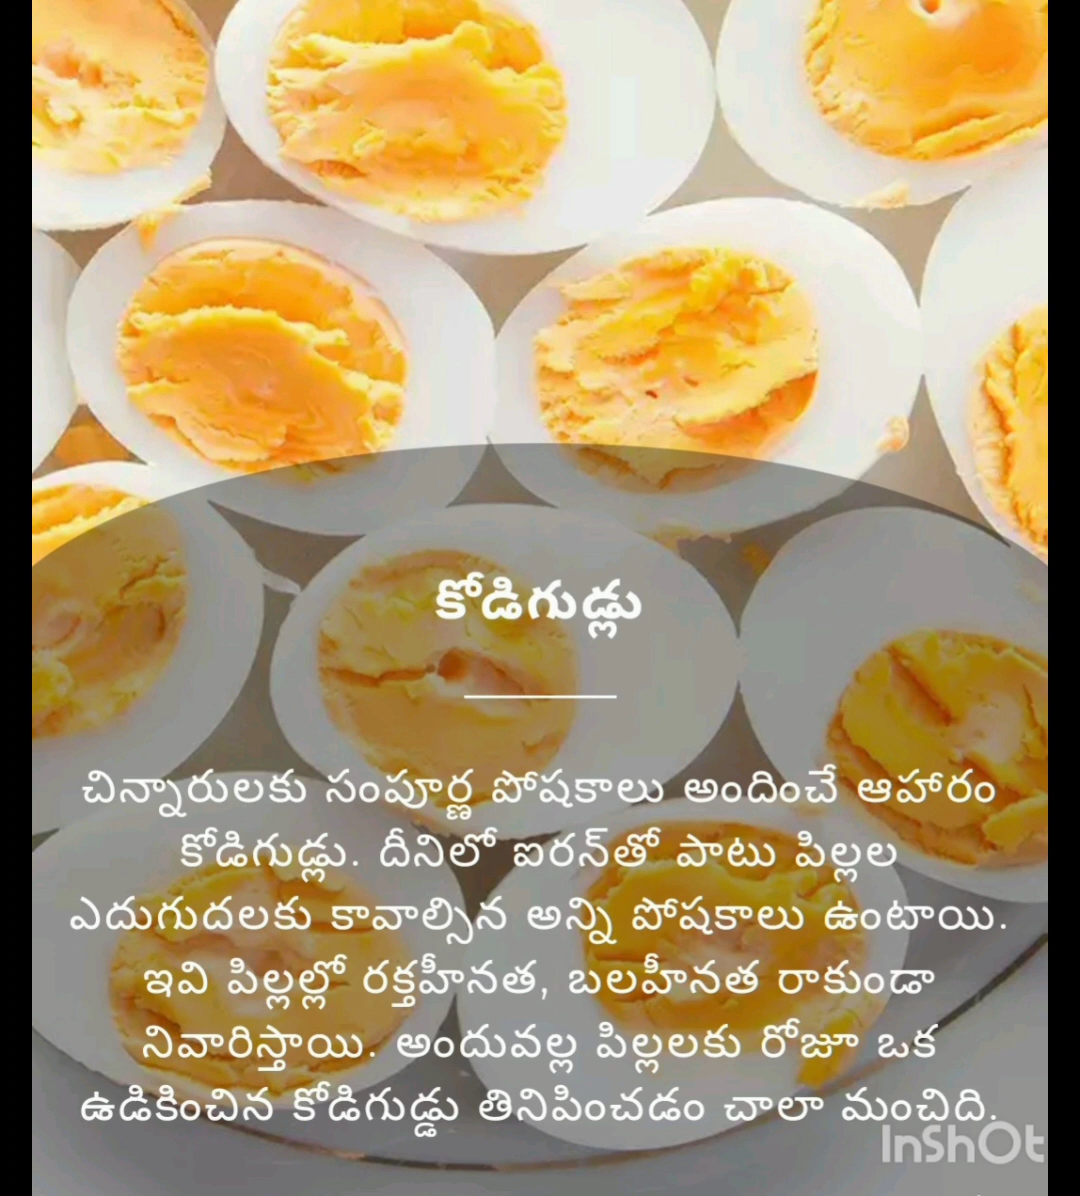 కోడిగుడ్లు
చిన్నారులకు సంపూర్ణ పోషకాలు అందించే ఆహారం
కోడిగుడ్లు. దీనిలో ఐరన్‌తో పాటు పిల్లల
ఎదుగుదలకు కావాల్సిన అన్ని పోషకాలు ఉంటాయి.
ఇవి పిల్లల్లో రక్తహీనత, బలహీనత రాకుండా
నివారిస్తాయి. అందువల్ల పిల్లలకు రోజూ ఒక
ఉడికించిన కోడిగుడ్డు తినిపించడం చాలా మంచిది.
InShOt